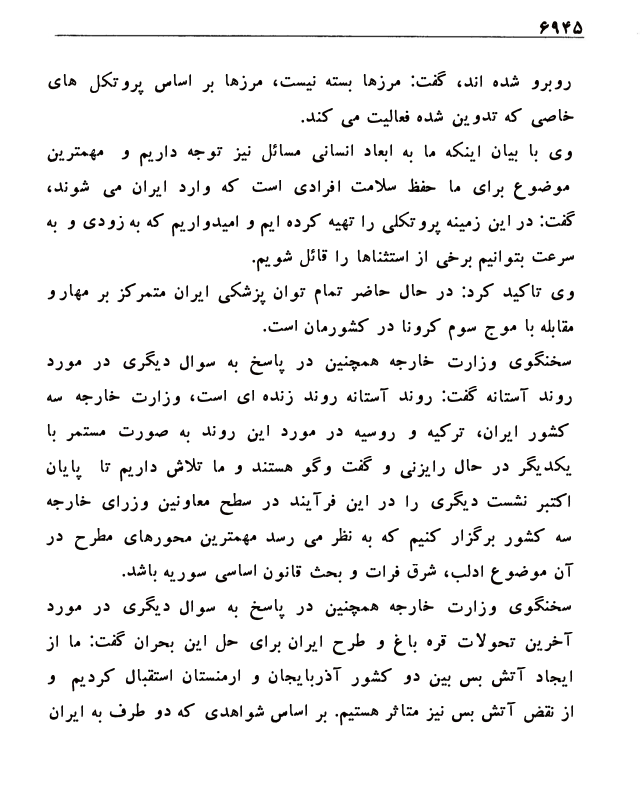 ۶۹۴۵
روبرو شده اند، گفت: مرزها بسته نیست، مرزها بر اساس پروتکل های
خاصی که تدوین شده فعالیت می کند.
وی با بیان اینکه ما به ابعاد انسانی مسائل نیز توجه داریم و مهمترین
موضوع برای ما حفظ سلامت افرادی است که وارد ایران می شوند،
گفت: در این زمینه پروتکلی را تهیه کرده ایم و امیدواریم که به زودی و به
سرعت بتوانیم برخی از استثناها را قائل شویم.
وی تاکید کرد: در حال حاضر تمام توان پزشکی ایران متمرکز بر مهار و
مقابله با موج سوم کرونا در کشورمان است.
سخنگوی وزارت خارجه همچنین در پاسخ به سوال دیگری در مورد
روند آستانه گفت: روند آستانه روند زنده ای است، وزارت خارجه سه
کشور ایران، ترکیه و روسیه در مورد این روند به صورت مستمر با
یکدیگر در حال رایزنی و گفت وگو هستند و ما تلاش داریم تا پایان
اکتبر نشست دیگری را در این فرآیند در سطح معاونین وزرای خارجه
سه کشور برگزار کنیم که به نظر می رسد مهمترین محورهای مطرح در
آن موضوع ادلب، شرق فرات و بحث قانون اساسی سوریه باشد.
سخنگوی وزارت خارجه همچنین در پاسخ به سوال دیگری در مورد
آخرین تحولات قره باغ و طرح ایران برای حل این بحران گفت: ما از
ایجاد آتش بس بین دو کشور آذربایجان و ارمنستان استقبال کردیم و
از نقض آتش بس نیز متاثر هستیم. بر اساس شواهدی که دو طرف به ایران